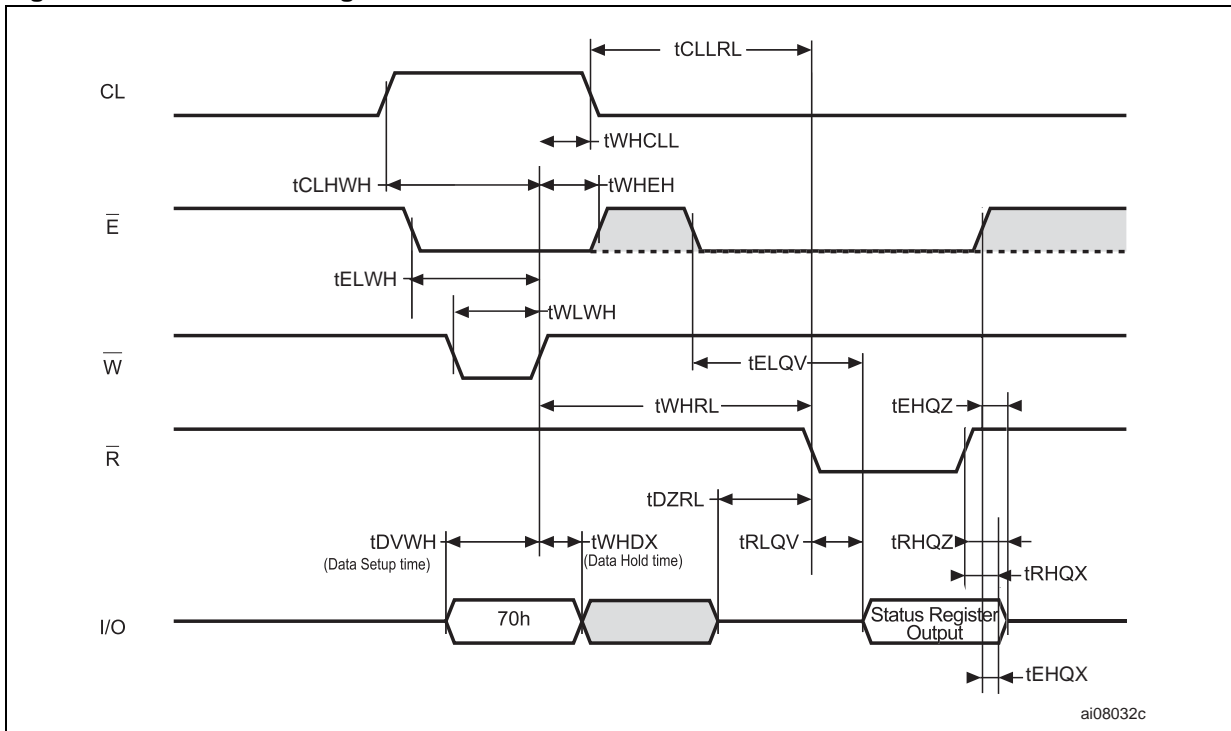 tCLLRL
CL
tWHCLL
tCLHWH
tWHEH
E
tELWH
tWLWH
W
tELQV
tWHRL
tEHQZ
R
tDZRL
tDVWH
(Data Setup time)
tWHDX
(Data Hold time)
tRLQV
tRHQZ
tRHQX
I/O
70h
Status Register
Output
tEHQX
ai08032c